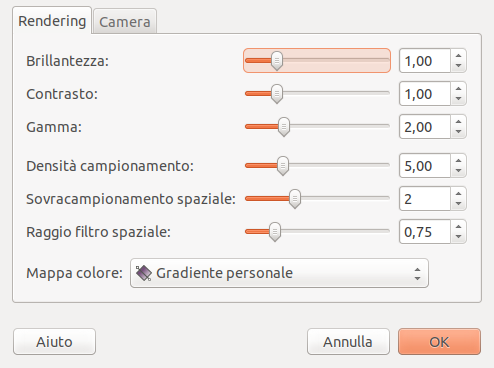 Rendering Camera
Brillantezza: 1,00
Contrasto: 1,00
Gamma: 2,00
Densità campionamento: 5,00
Sovracampionamento spaziale: 2
Raggio filtro spaziale: 0,75
Mappa colore: Gradiente personale
Aiuto Annulla OK